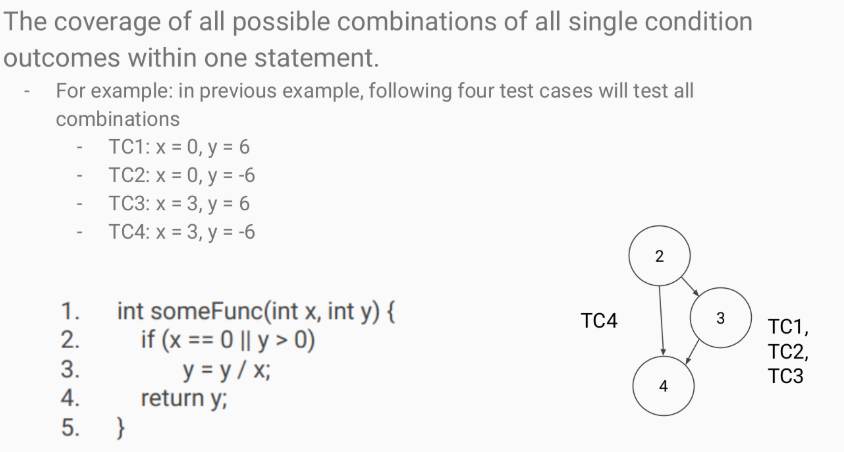 The coverage of all possible combinations of all single condition
outcomes within one statement.
- For example: in previous example, following four test cases will test all
combinations
- TC1: x = 0, y = 6
- TC2: x = 0, y = -6
- TC3: x = 3, y = 6
- TC4: x = 3, y = -6
1. int someFunc(int x, int y) {
2. if (x == 0 || y > 0)
3. y = y / x;
4. return y;
5. }
2
TC4
3
TC1,
TC2,
TC3
4